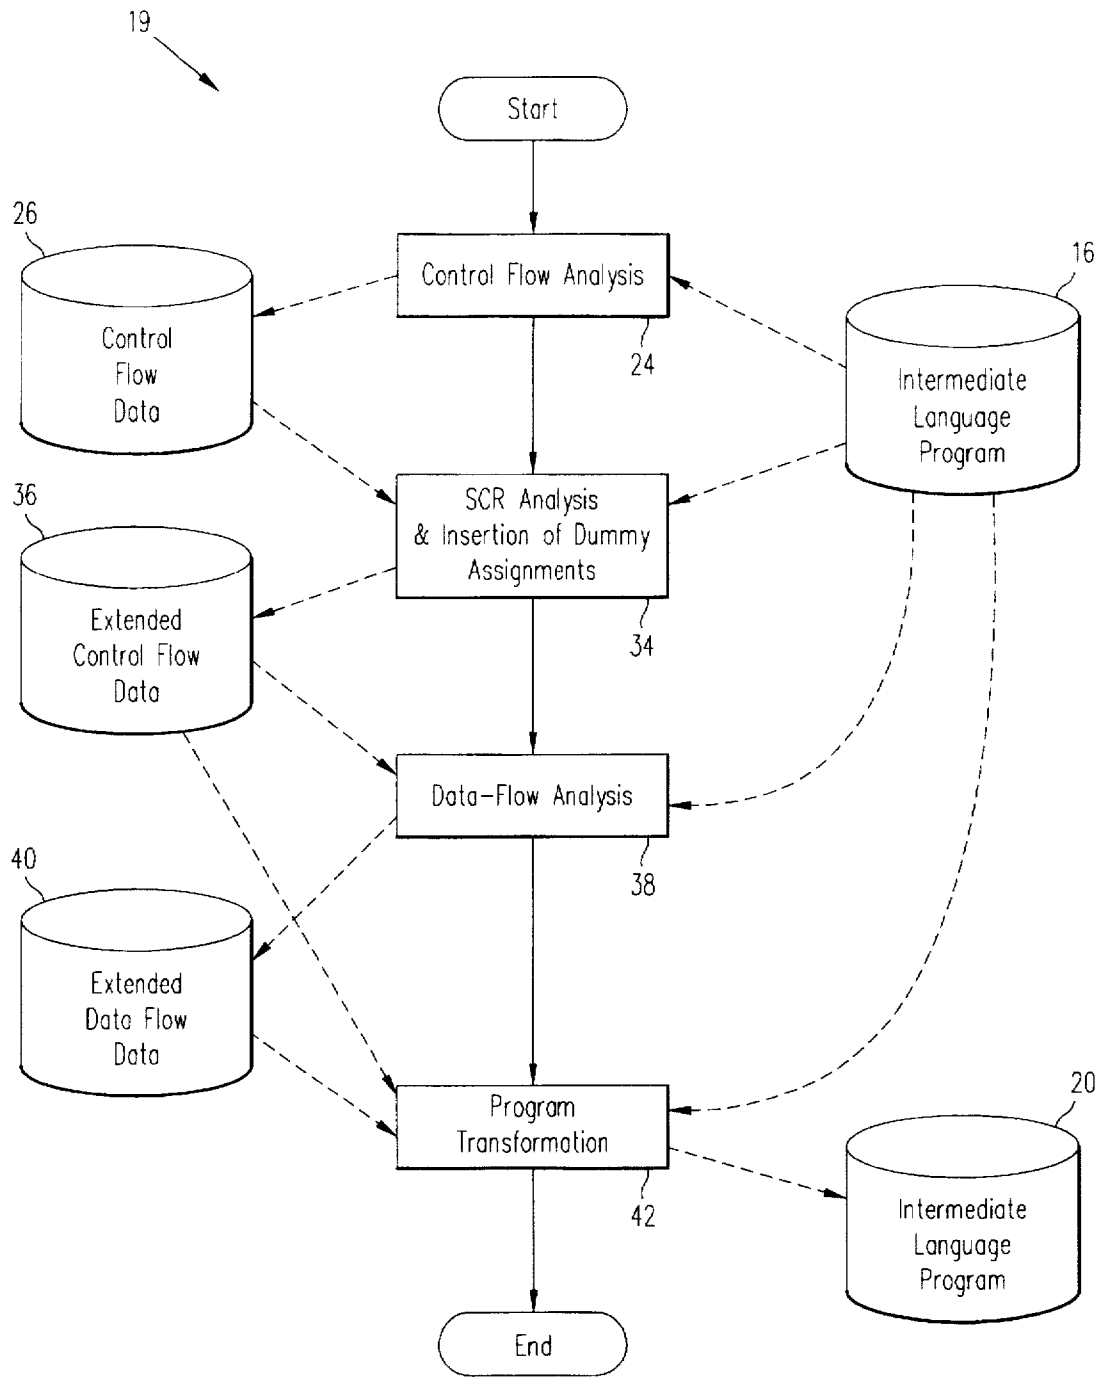 19
Start
26
Control Flow Analysis
16
24
Control
Flow
Data
Intermediate
Language
Program
36
SCR Analysis
& Insertion of Dummy
Assignments
34
Extended
Control Flow
Data
Data-Flow Analysis
38
40
Extended
Data Flow
Data
Program
Transformation
42
20
Intermediate
Language
Program
End